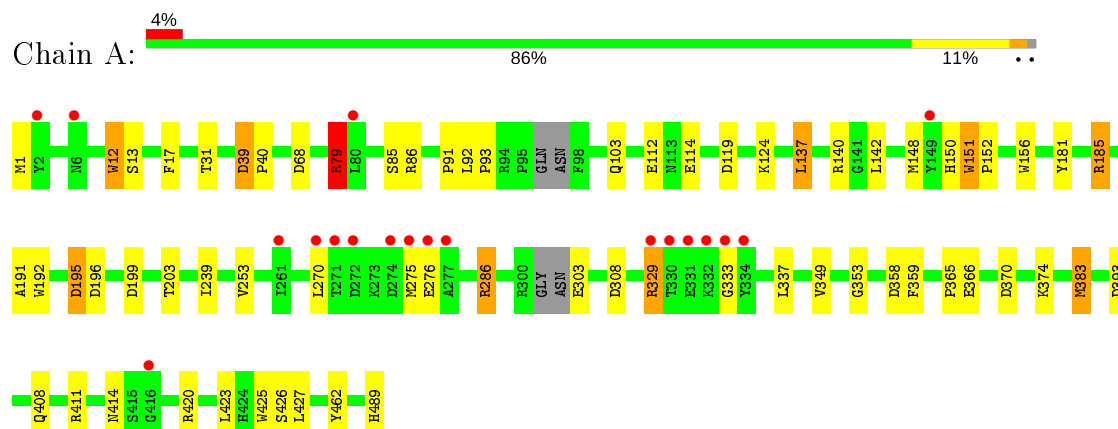 4%
Chain A:
86% 11% • •
M1 Y2 N6 W12 S13 F17 T31 D39 P40 D68 R79 L80 S85 R86 P91 L92 P93 R94 P95 GLN ASN F98 Q103 E112 N113 E114 D119 K124 L137 R140 G141 L142 M148 Y149 H150 W151 P152 W156 Y181 R185
A191 W192 D195 D196 D199 T203 I239 V253 I261 L270 T271 D272 K273 D274 M275 E276 A277 R286 R300 GLY ASN E303 D308 R329 T330 E331 K332 G333 Y334 L337 V349 G353 D358 F359 P365 E366 D370 K374 M383
Q408 R411 N414 S415 G416 R420 L423 H424 W425 S426 L427 Y462 H489